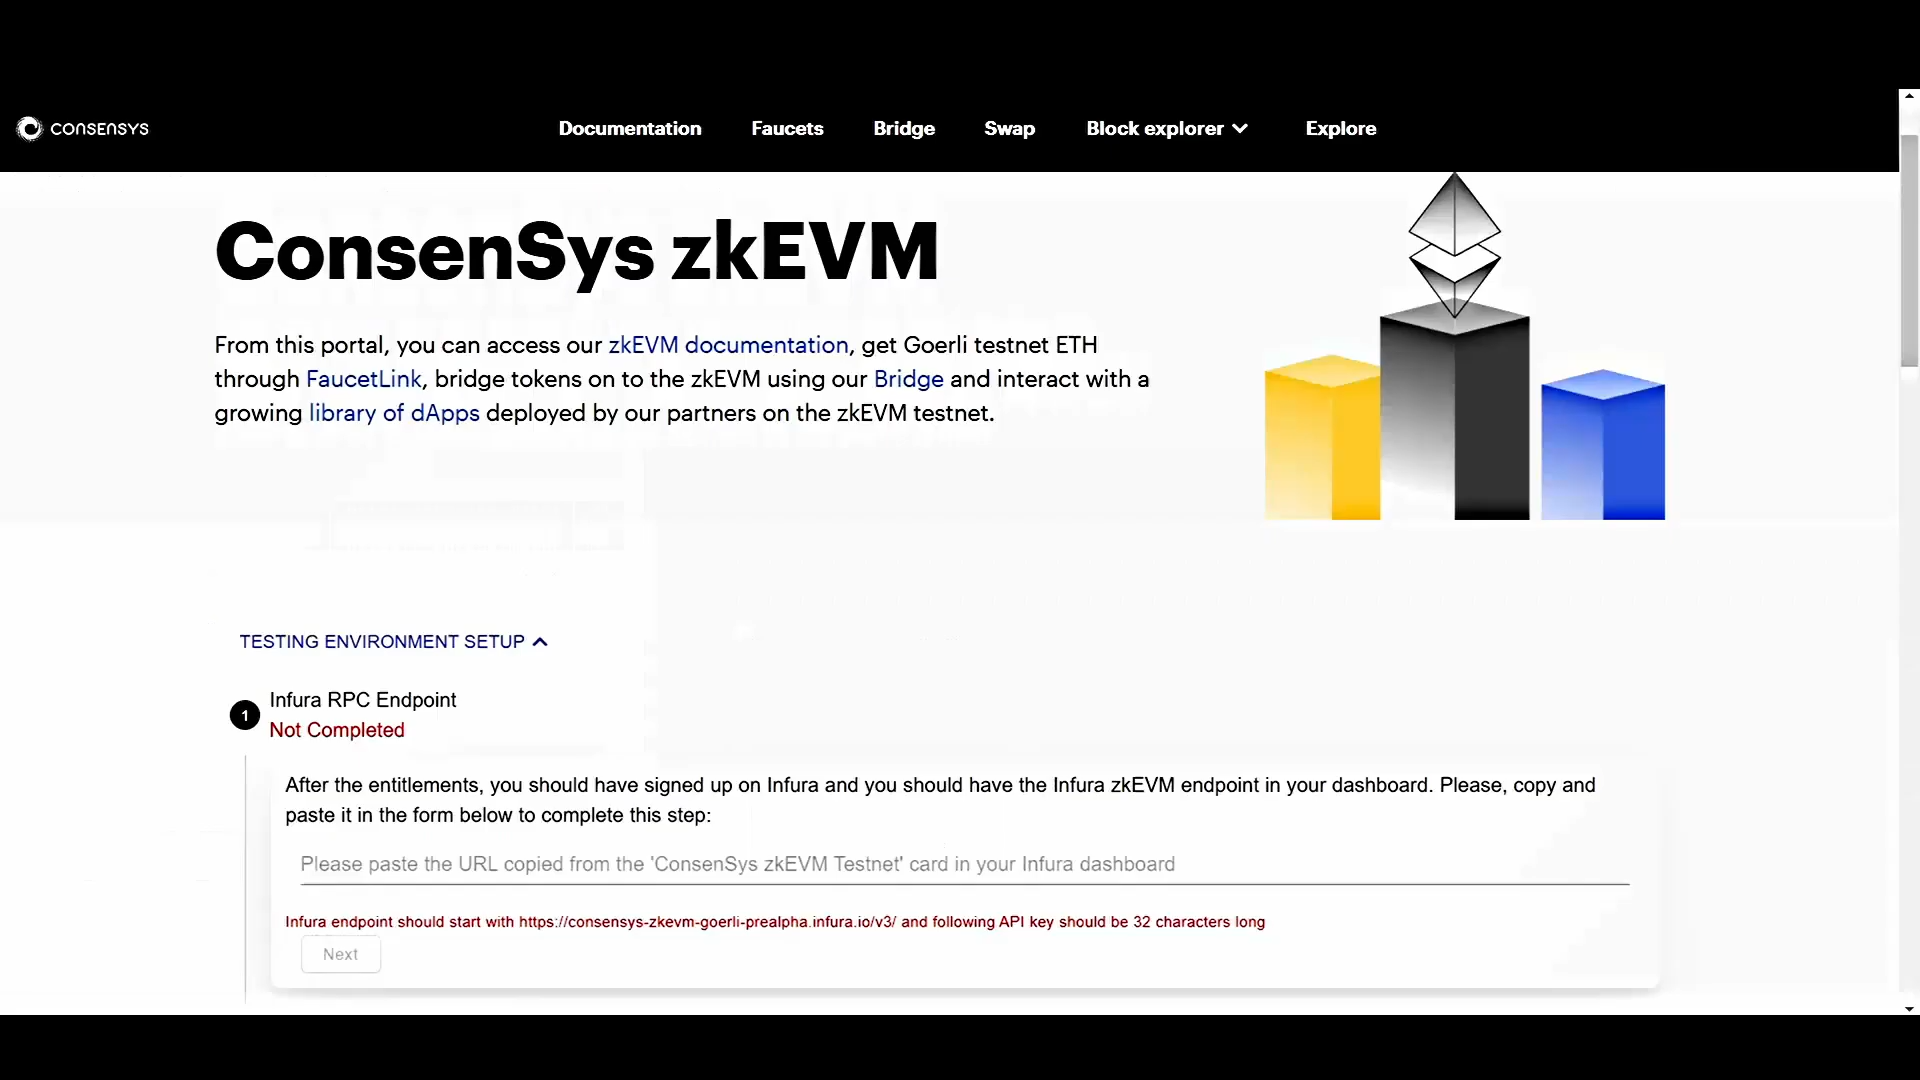 CONSENSYS
Documentation
Faucets
Bridge
Swap
Block explorer
Explore
ConsenSys zkEVM
From this portal, you can access our zkEVM documentation, get Goerli testnet ETH
through FaucetLink, bridge tokens on to the zkEVM using our Bridge and interact with a
growing library of dApps deployed by our partners on the zkEVM testnet.
TESTING ENVIRONMENT SETUP
1
Infura RPC Endpoint
Not Completed
After the entitlements, you should have signed up on Infura and you should have the Infura zkEVM endpoint in your dashboard. Please, copy and
paste it in the form below to complete this step:
Please paste the URL copied from the 'ConsenSys zkEVM Testnet' card in your Infura dashboard
Infura endpoint should start with https://consensys-zkevm-goerli-prealpha.infura.io/v3/ and following API key should be 32 characters long
Next